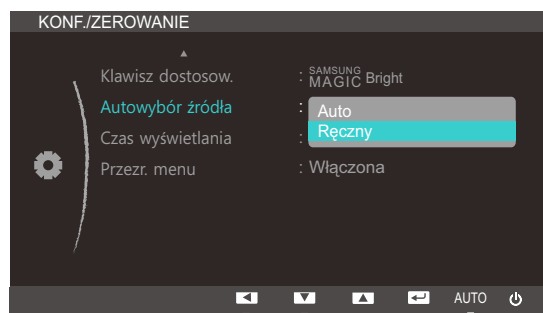 KONF./ZEROWANIE
Klawisz dostosow. : SAMSUNG MAGIC Bright
Autowybór źródła : Auto
Ręczny
Czas wyświetlania :
Przezr. menu : Włączona
AUTO